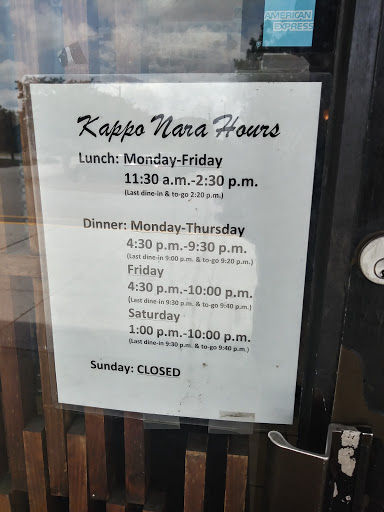 AMERICAN
EXPRESS
Kappo Nara Hours
Lunch: Monday-Friday
11:30 a.m.-2:30 p.m.
(Last dine-in & to-go 2:20 p.m.)
Dinner: Monday-Thursday
4:30 p.m.-9:30 p.m.
(Last dine-in 9:00 p.m. & to-go 9:20 p.m.)
Friday
4:30 p.m.-10:00 p.m.
(Last dine-in 9:30 p.m. & to-go 9:40 p.m.)
Saturday
1:00 p.m.-10:00 p.m.
(Last dine-in 9:30 p.m. & to-go 9:40 p.m.)
Sunday: CLOSED